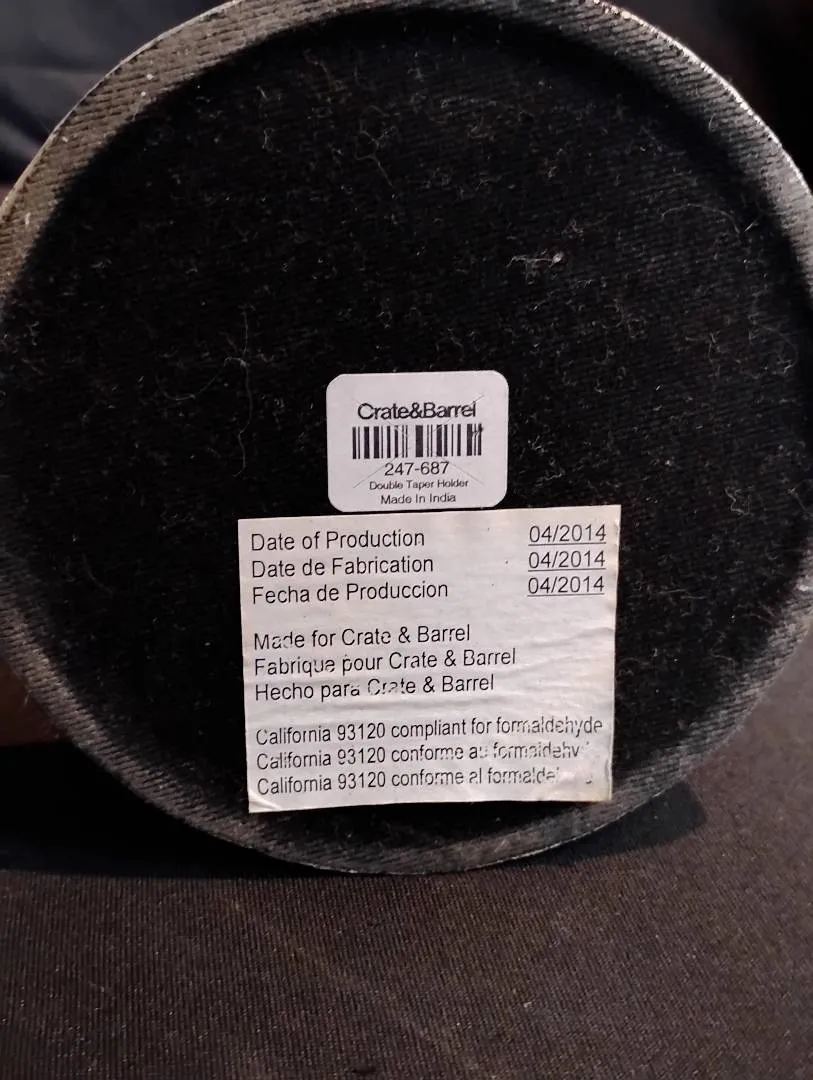 Crate&Barrel
247-687
Double Taper Holder
Made In India
Date of Production 04/2014
Date de Fabrication 04/2014
Fecha de Produccion 04/2014
Made for Crate & Barrel
Fabrique pour Crate & Barrel
Hecho para Crate & Barrel
California 93120 compliant for formaldehyde
California 93120 conforme au
California 93120 conforme al